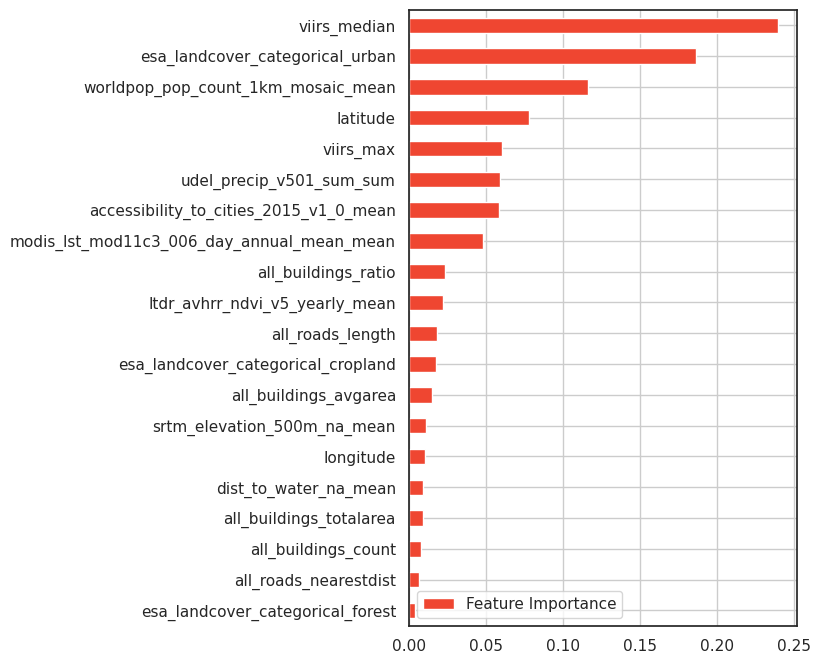 viirs_median
esa_landcover_categorical_urban
worldpop_pop_count_1km_mosaic_mean
latitude
viirs_max
udel_precip_v501_sum_sum
accessibility_to_cities_2015_v1_0_mean
modis_lst_mod11c3_006_day_annual_mean_mean
all_buildings_ratio
ltdr_avhrr_ndvi_v5_yearly_mean
all_roads_length
esa_landcover_categorical_cropland
all_buildings_avgarea
srtm_elevation_500m_na_mean
longitude
dist_to_water_na_mean
all_buildings_totalarea
all_buildings_count
all_roads_nearestdist
esa_landcover_categorical_forest
Feature Importance
0.00 0.05 0.10 0.15 0.20 0.25